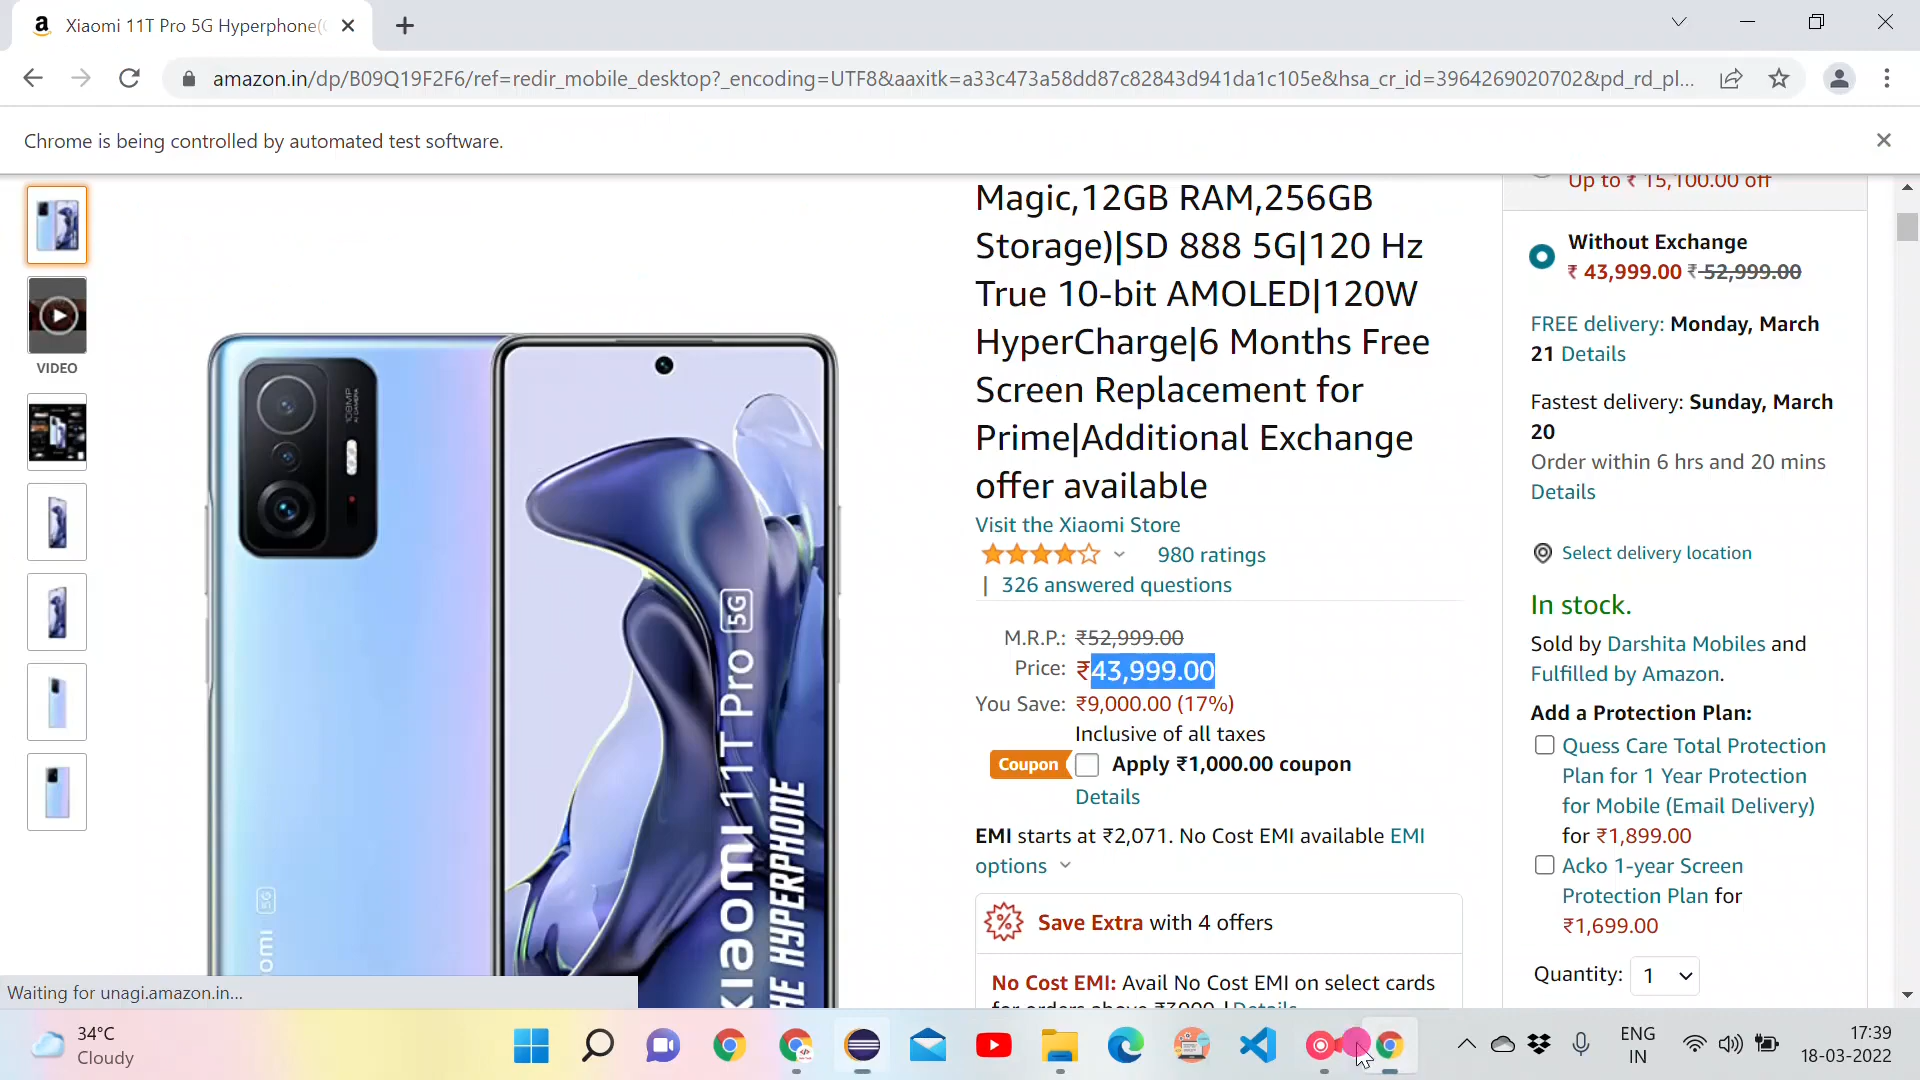 Xiaomi 11T Pro 5G Hyperphone(
amazon.in/dp/B09Q19F2F6/ref=redir_mobile_desktop?_encoding=UTF8&aaxitk=a33c473a58dd87c82843d941da1c105e&hsa_cr_id=3964269020702&pd_rd_pl...
Chrome is being controlled by automated test software.
VIDEO
108MP
AI CAMERA
5G
Xiaomi 11T Pro 5G
THE HYPERPHONE
Magic,12GB RAM,256GB
Storage)|SD 888 5G|120 Hz
True 10-bit AMOLED|120W
HyperCharge|6 Months Free
Screen Replacement for
Prime|Additional Exchange
offer available
Visit the Xiaomi Store
980 ratings
| 326 answered questions
M.R.P.: ₹52,999.00
Price: ₹43,999.00
You Save: ₹9,000.00 (17%)
Inclusive of all taxes
Coupon Apply ₹1,000.00 coupon
Details
EMI starts at ₹2,071. No Cost EMI available EMI
options
Save Extra with 4 offers
No Cost EMI: Avail No Cost EMI on select cards
for orders above ₹3000 | Details
Up to ₹ 15,100.00 off
Without Exchange
₹ 43,999.00 ₹ 52,999.00
FREE delivery: Monday, March
21 Details
Fastest delivery: Sunday, March
20
Order within 6 hrs and 20 mins
Details
Select delivery location
In stock.
Sold by Darshita Mobiles and
Fulfilled by Amazon.
Add a Protection Plan:
Quess Care Total Protection
Plan for 1 Year Protection
for Mobile (Email Delivery)
for ₹1,899.00
Acko 1-year Screen
Protection Plan for
₹1,699.00
Quantity: 1
Waiting for unagi.amazon.in...
34°C
Cloudy
ENG
IN
17:39
18-03-2022